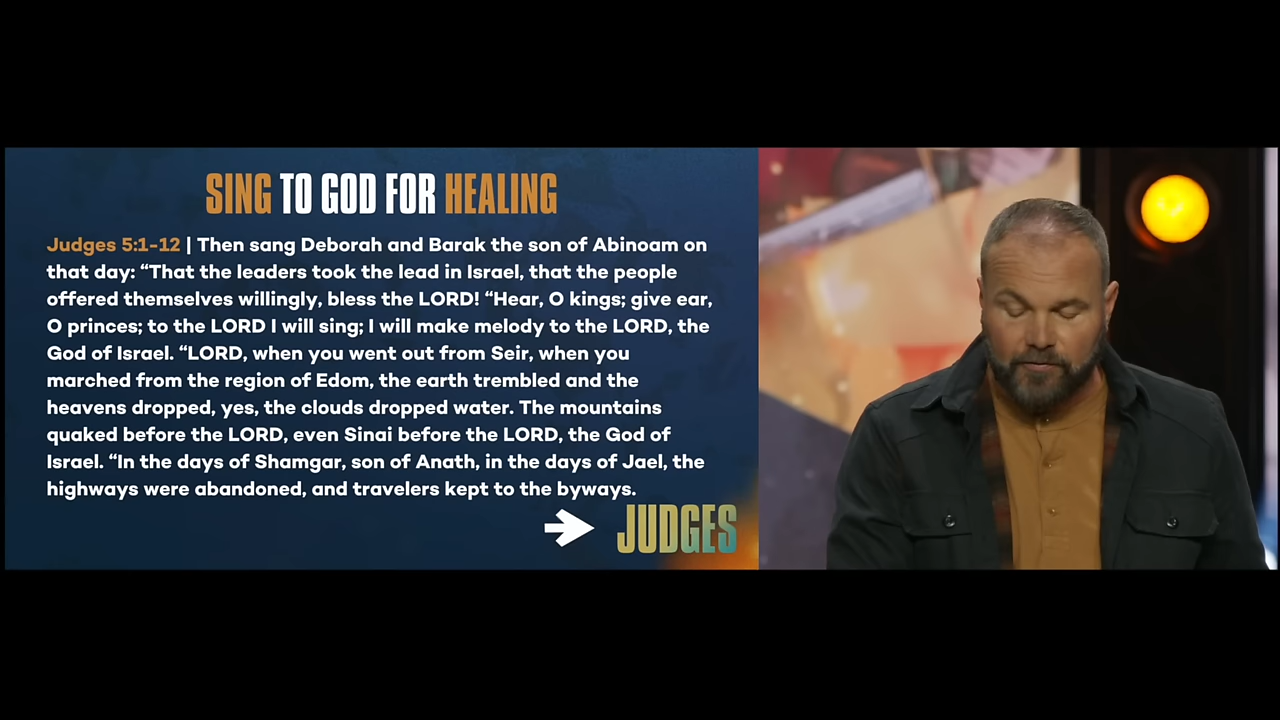 SING TO GOD FOR HEALING
Judges 5:1-12 | Then sang Deborah and Barak the son of Abinoam on
that day: “That the leaders took the lead in Israel, that the people
offered themselves willingly, bless the LORD! “Hear, O kings; give ear,
O princes; to the LORD I will sing; I will make melody to the LORD, the
God of Israel. “LORD, when you went out from Seir, when you
marched from the region of Edom, the earth trembled and the
heavens dropped, yes, the clouds dropped water. The mountains
quaked before the LORD, even Sinai before the LORD, the God of
Israel. “In the days of Shamgar, son of Anath, in the days of Jael, the
highways were abandoned, and travelers kept to the byways.
JUDGES